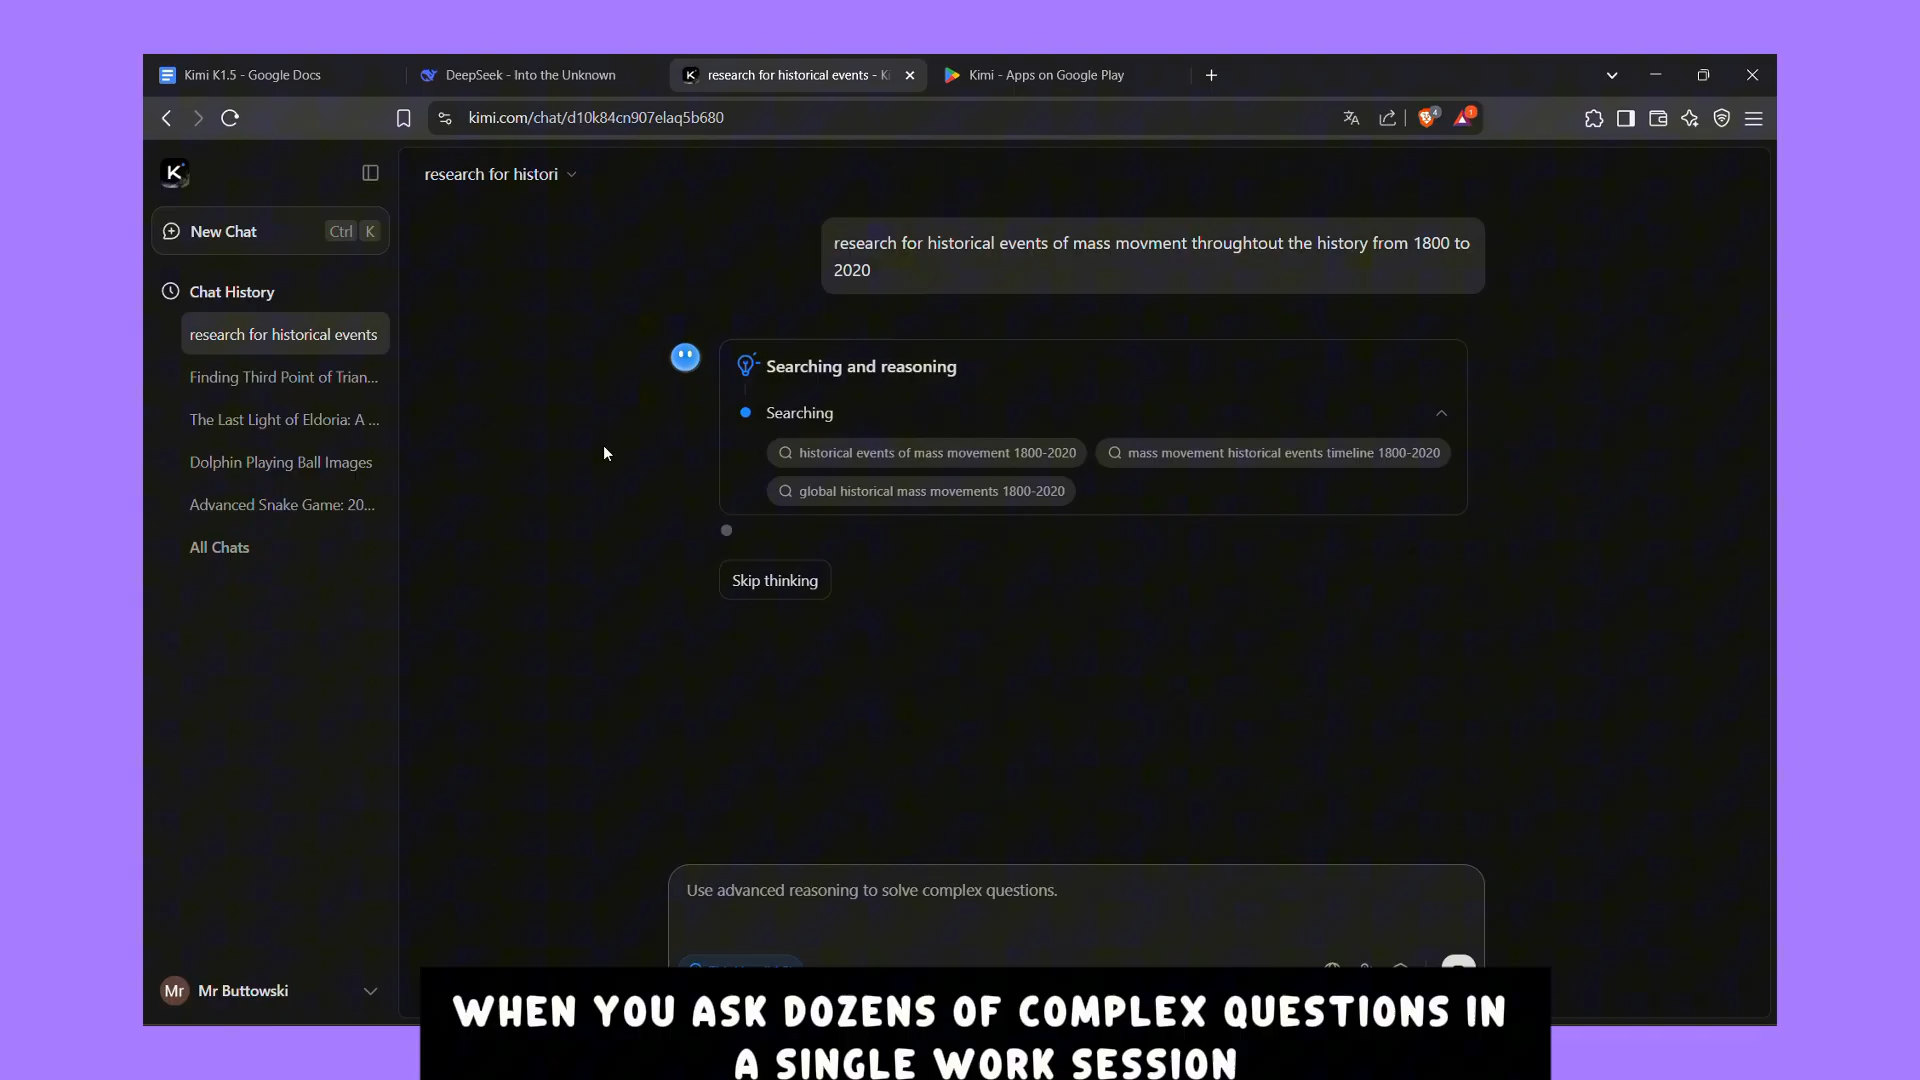 Kimi K1.5 - Google Docs
DeepSeek - Into the Unknown
research for historical events - Ki
Kimi - Apps on Google Play
kimi.com/chat/d10k84cn907elaq5b680
4
1
K
research for histori
New Chat
Ctrl K
research for historical events of mass movment throughtout the history from 1800 to
2020
Chat History
research for historical events
Finding Third Point of Trian...
The Last Light of Eldoria: A ...
Dolphin Playing Ball Images
Advanced Snake Game: 20...
All Chats
Searching and reasoning
Searching
historical events of mass movement 1800-2020
mass movement historical events timeline 1800-2020
global historical mass movements 1800-2020
Skip thinking
Use advanced reasoning to solve complex questions.
Mr Mr Buttowski
WHEN YOU ASK DOZENS OF COMPLEX QUESTIONS IN
A SINGLE WORK SESSION